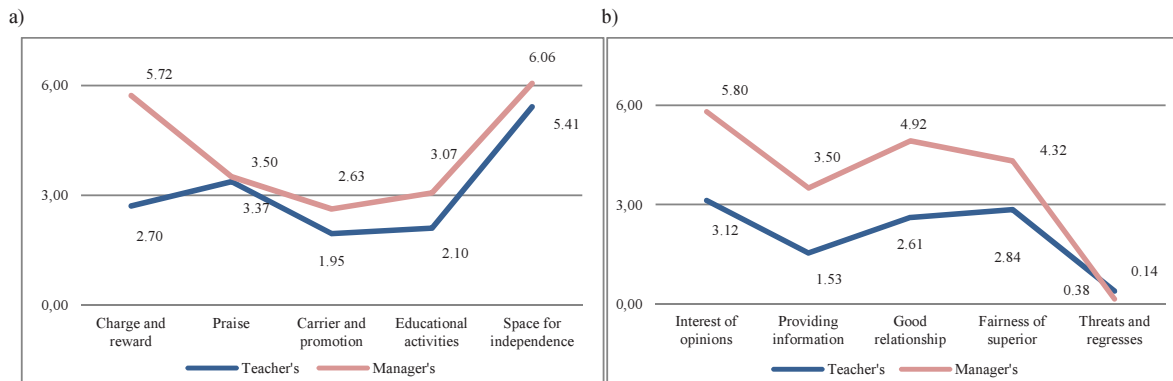 a)
6.06
5.72
6,00
5.41
3.50
3.07
2.63
3,00
3.37
2.70
1.95
2.10
0,00
Charge and
reward
Praise
Carrier and
promotion
Educational
activities
Space for
independence
Teacher's
Manager's
b)
6,00
5.80
4.92
4.32
3.50
3,00
3.12
2.61
2.84
1.53
0.14
0.38
0,00
Interest of
opinions
Providing
information
Good
relationship
Fairness of
superior
Threats and
regresses
Teacher's
Manager's